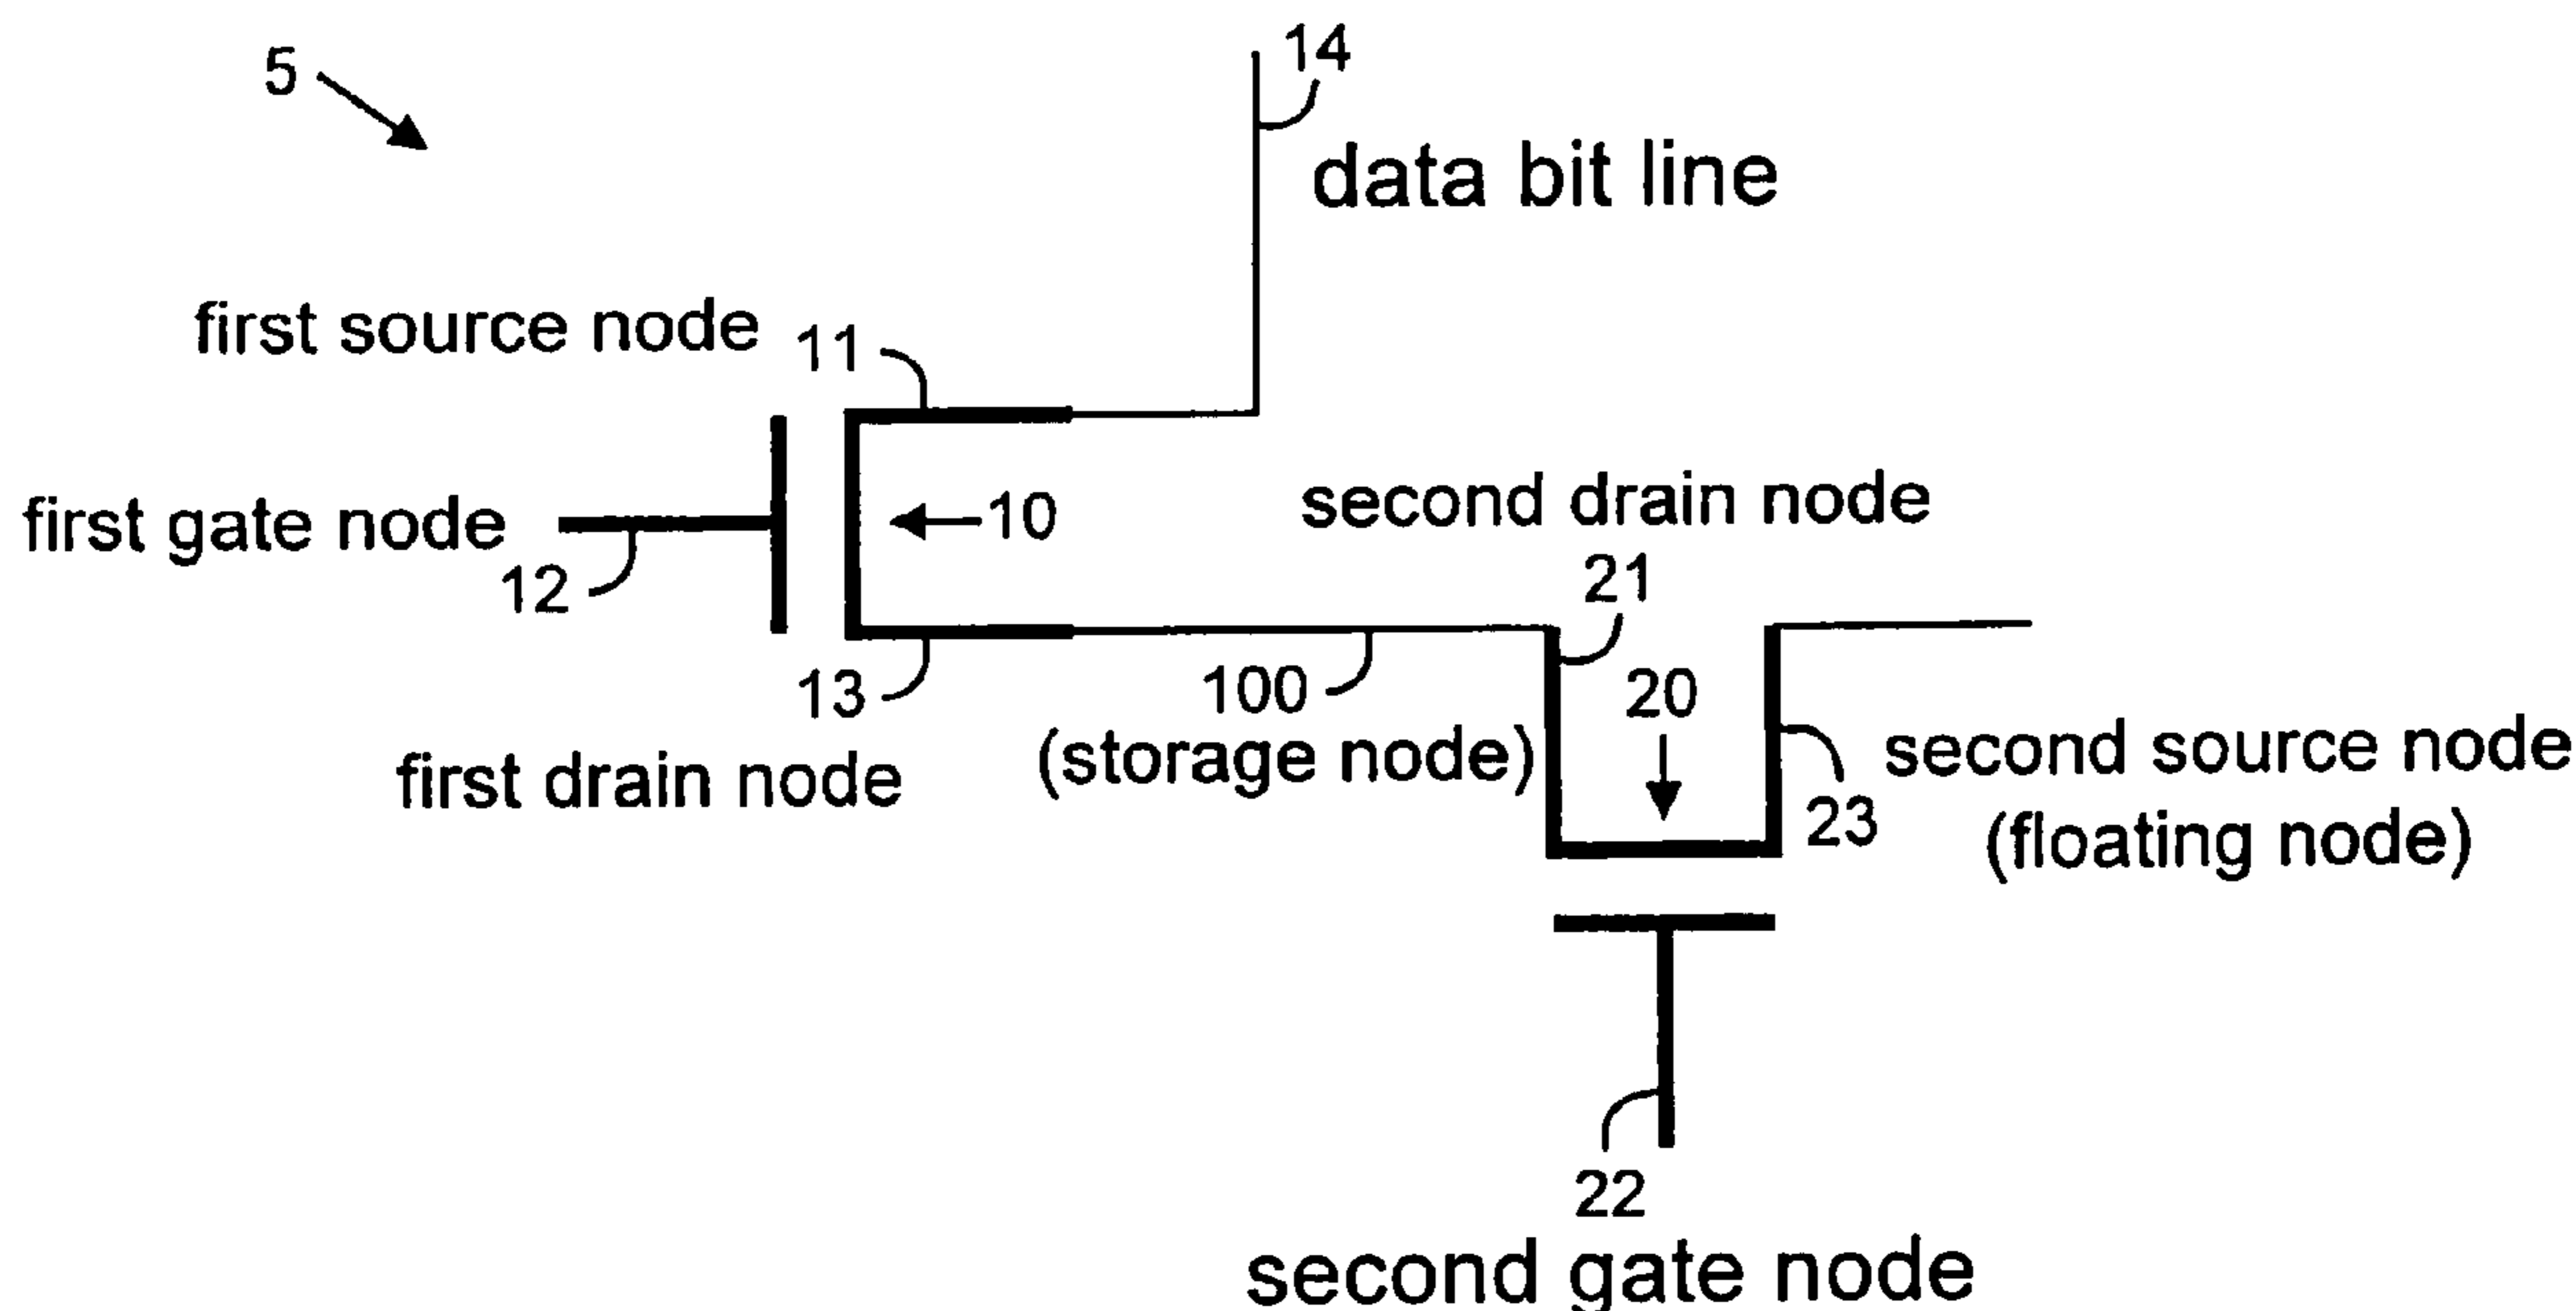 5
14
data bit line
first source node
11
first gate node
12
10
second drain node
21
13
first drain node
100
(storage node)
20
second source node
(floating node)
23
22
second gate node